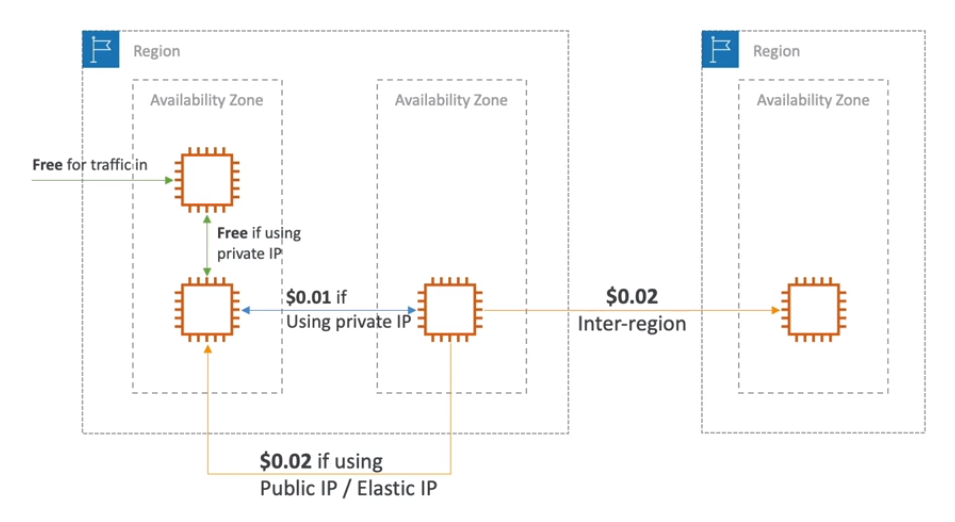 Region
Region
Availability Zone
Availability Zone
Availability Zone
Free for traffic in
Free if using
private IP
$0.01 if
Using private IP
$0.02
Inter-region
$0.02 if using
Public IP / Elastic IP